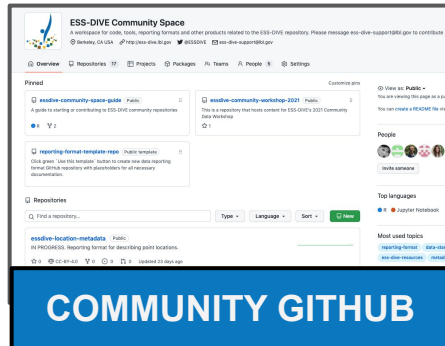 ESS-DIVE Community Space
A workspace for code, tools, reporting formats and other products related to the ESS-DIVE repository. Please message ess-dive-support@lbl.gov to contribute
Berkeley, CA USA http://ess-dive.lbl.gov @ESSDIVE ess-dive-support@lbl.gov
Overview Repositories 17 Projects Packages Teams People 5 Settings
Pinned Customize pins
essdive-community-space-guide Public
A guide to starting or contributing to ESS-DIVE community repositories
R 2
essdive-community-workshop-2021 Public
This is a repository that hosts content for ESS-DIVE's 2021 Community
Data Workshop
1
reporting-format-template-repo Public template
Click green `Use this template` button to create new data reporting
format GitHub repository with placeholders for all necessary
documentation.
View as: Public
You are viewing this page as a pu
You can create a README file vis
People
Invite someone
Repositories
Find a repository... Type Language Sort New
Top languages
R Jupyter Notebook
essdive-location-metadata Public
IN PROGRESS. Reporting format for describing point locations.
0 CC-BY-4.0 0 0 0 Updated 23 days ago
Most used topics
reporting-format data-stan
ess-dive-resources metad
COMMUNITY GITHUB